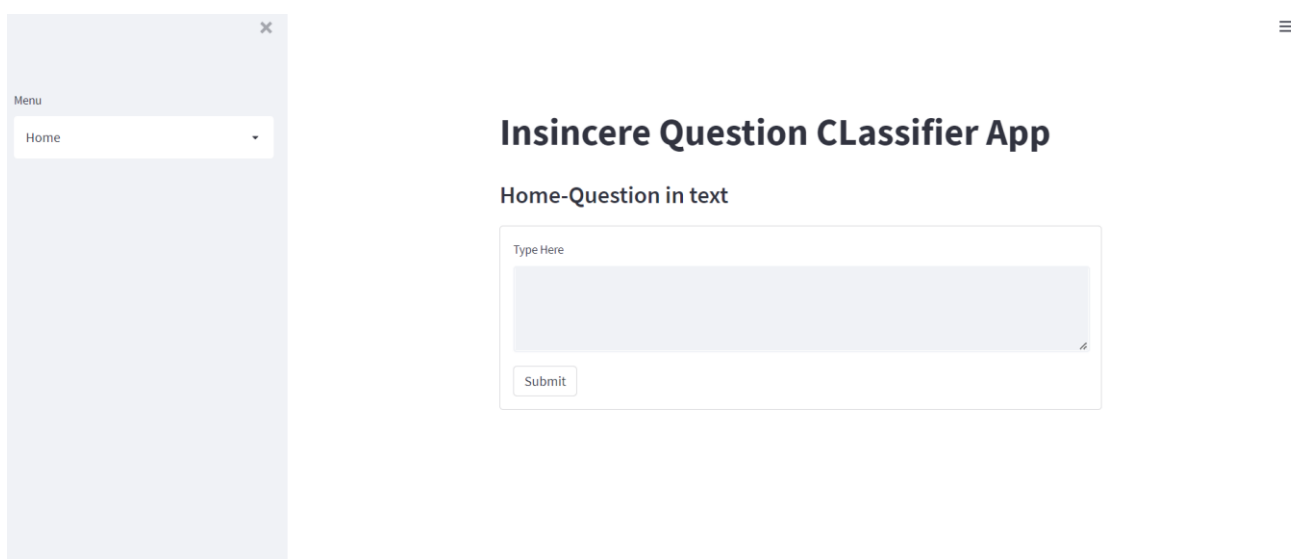 Menu
Home
Insincere Question CLassifier App
Home-Question in text
Type Here
Submit